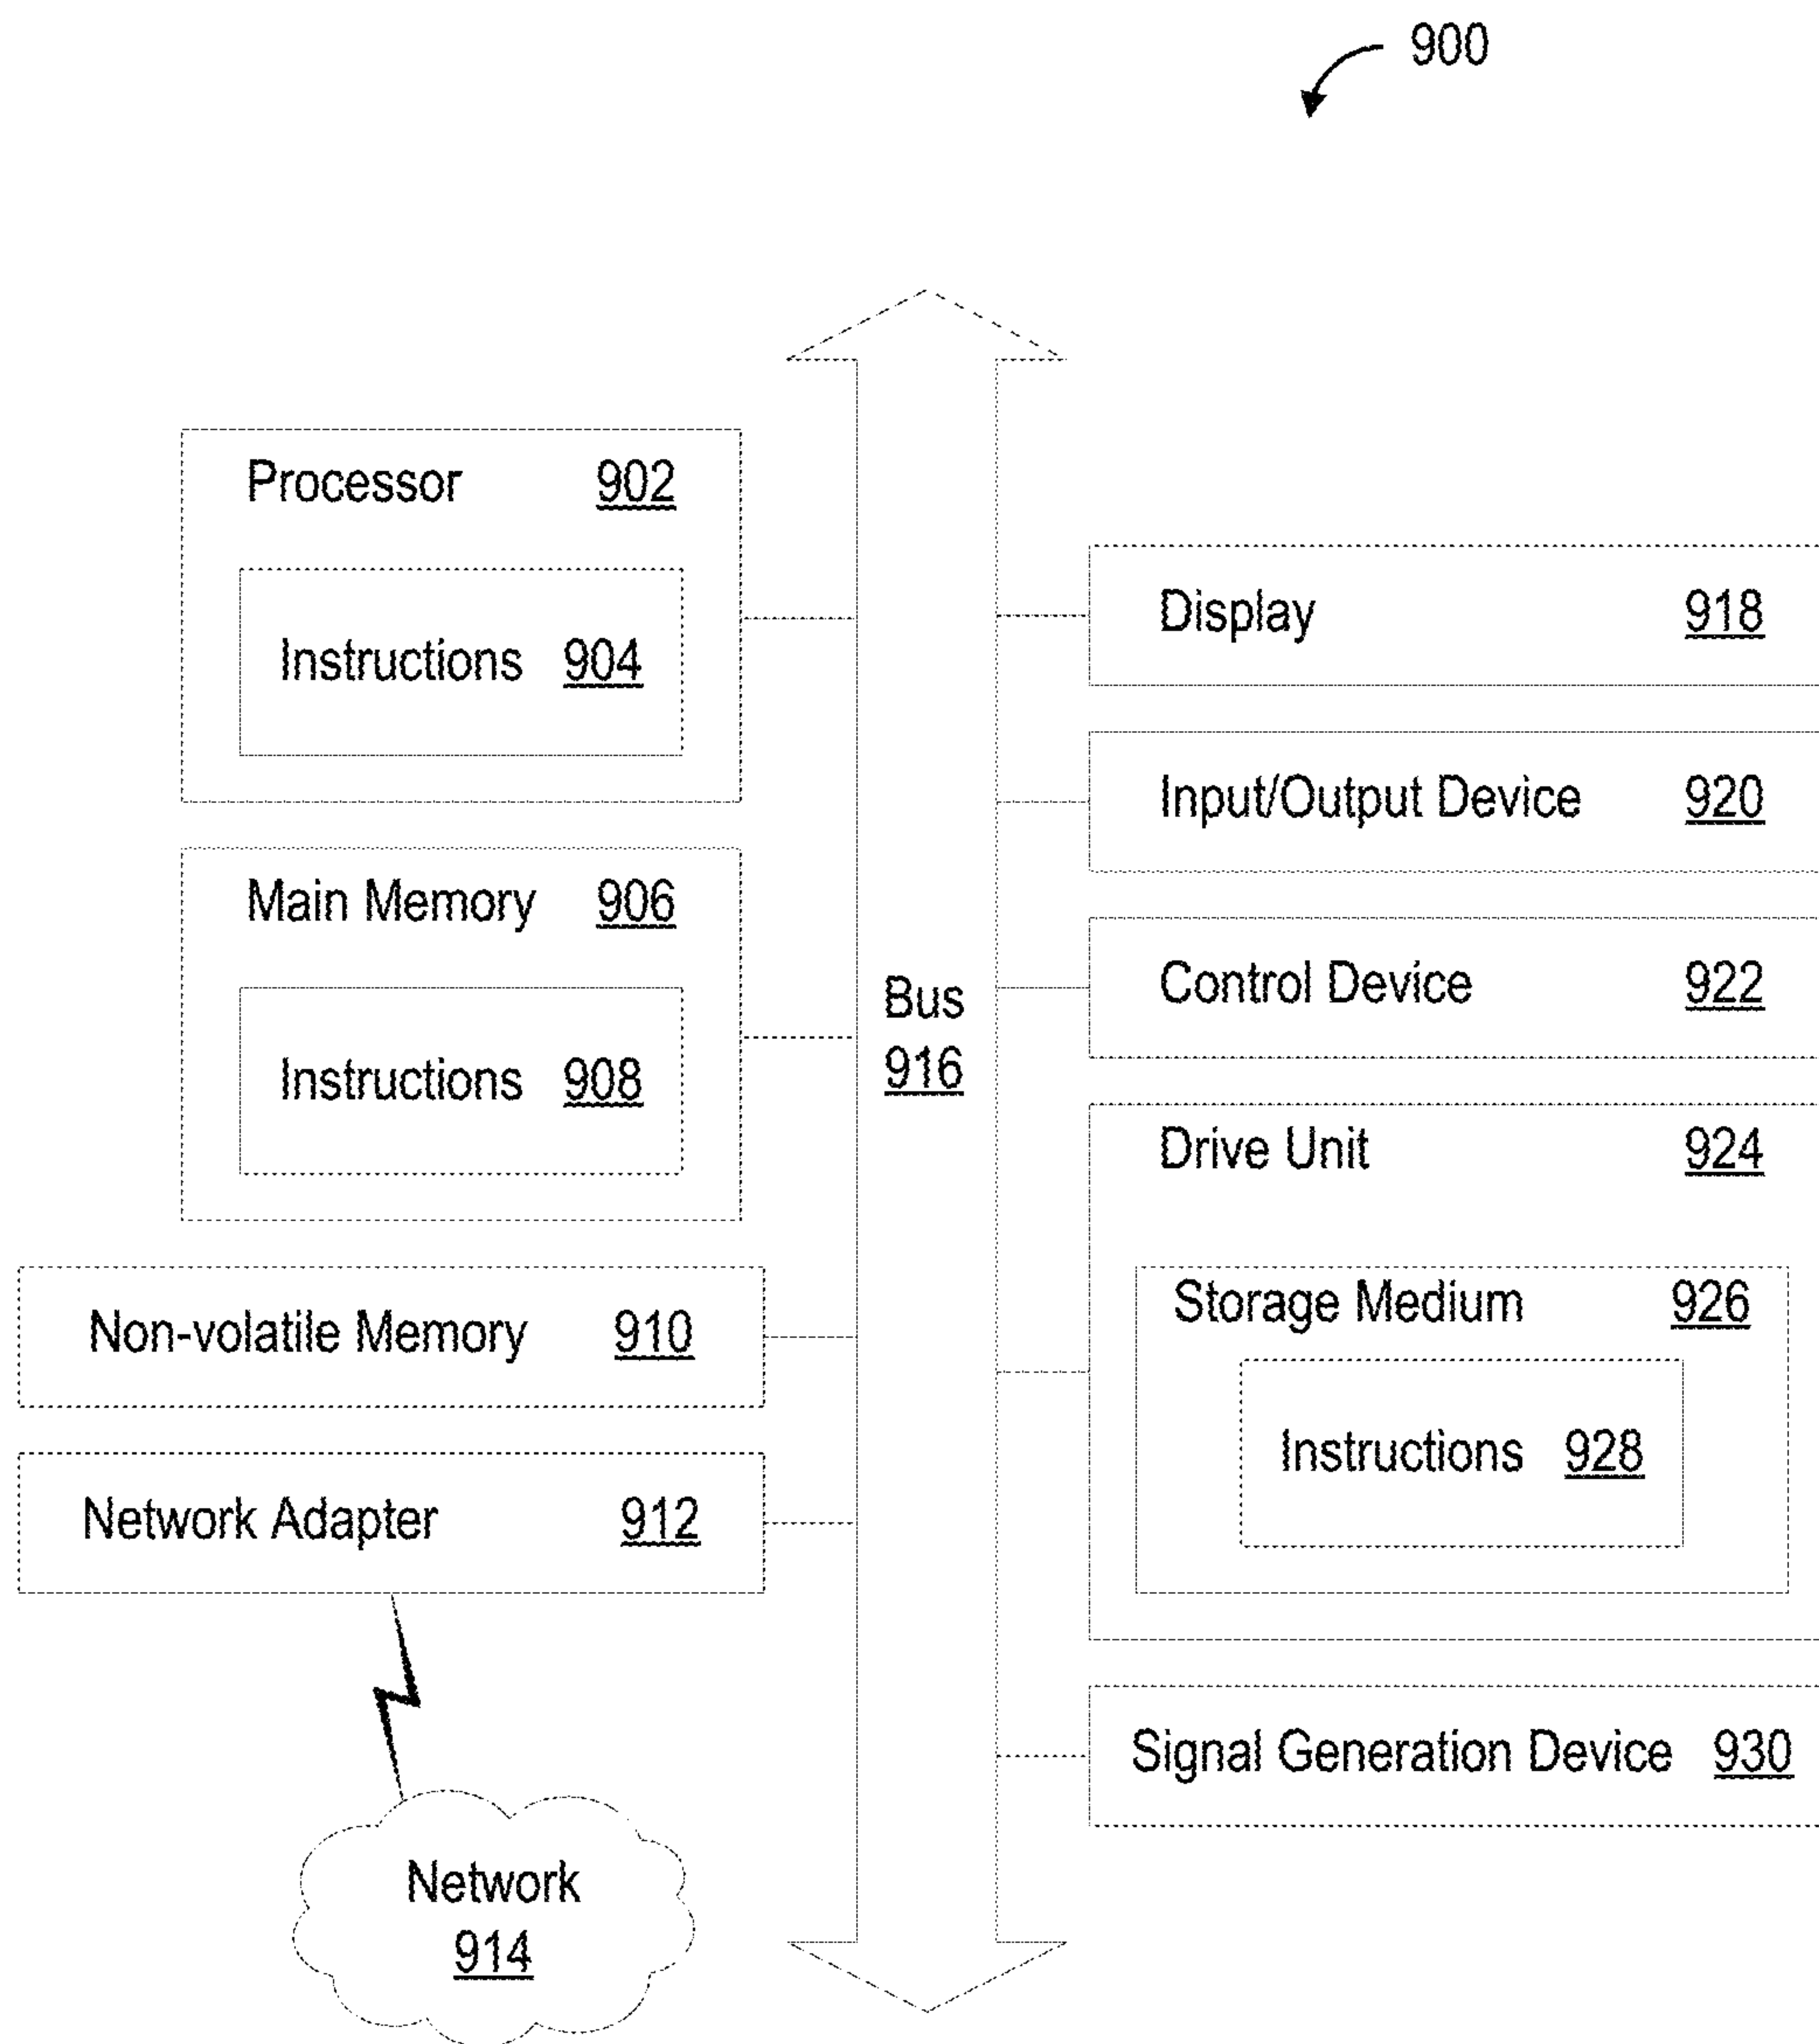 900
Processor 902
Instructions 904
Main Memory 906
Instructions 908
Non-volatile Memory 910
Network Adapter 912
Network
914
Bus
916
Display 918
Input/Output Device 920
Control Device 922
Drive Unit 924
Storage Medium 926
Instructions 928
Signal Generation Device 930